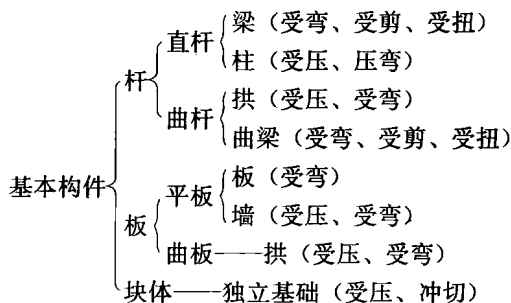 梁（受弯、受剪、受扭）
直杆
柱（受压、压弯）
杆
拱（受压、受弯）
曲杆
曲梁（受弯、受剪、受扭）
基本构件
板（受弯）
平板
墙（受压、受弯）
板
曲板——拱（受压、受弯）
块体——独立基础（受压、冲切）